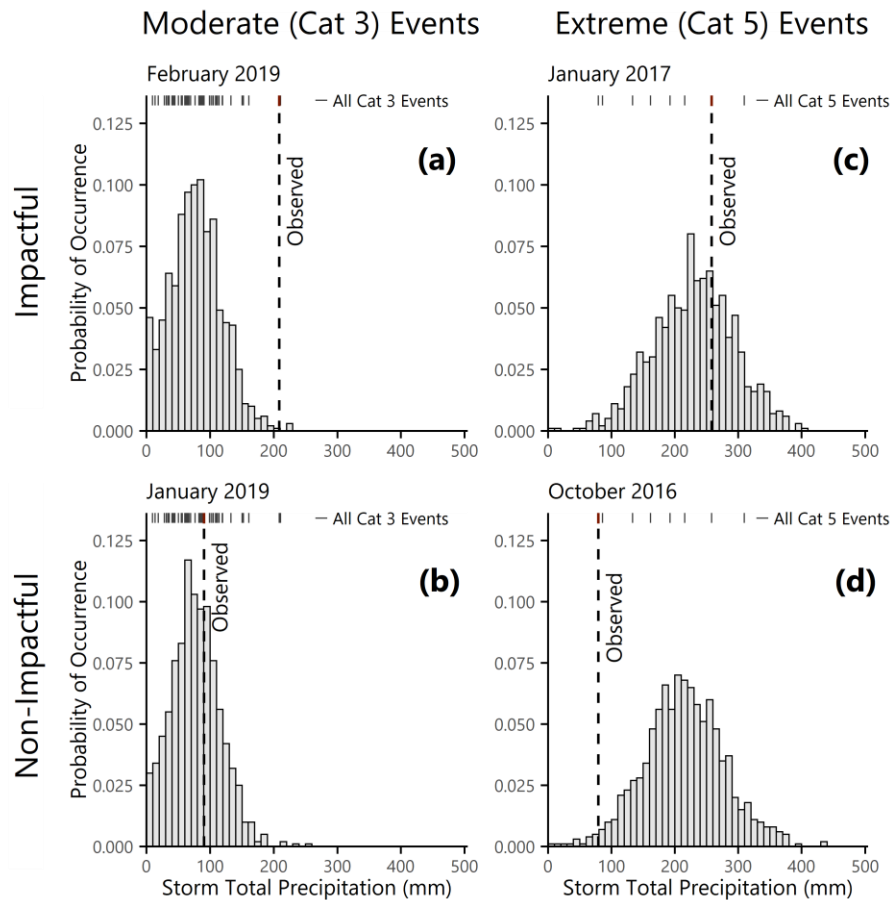 Moderate (Cat 3) Events
Extreme (Cat 5) Events
Impactful
Non-Impactful
February 2019
All Cat 3 Events
(a)
Observed
Probability of Occurrence
0.125
0.100
0.075
0.050
0.025
0.000
0 100 200 300 400 500
January 2017
All Cat 5 Events
(c)
Observed
0.125
0.100
0.075
0.050
0.025
0.000
0 100 200 300 400 500
January 2019
All Cat 3 Events
(b)
Observed
Probability of Occurrence
0.125
0.100
0.075
0.050
0.025
0.000
0 100 200 300 400 500
Storm Total Precipitation (mm)
October 2016
All Cat 5 Events
(d)
Observed
0.125
0.100
0.075
0.050
0.025
0.000
0 100 200 300 400 500
Storm Total Precipitation (mm)